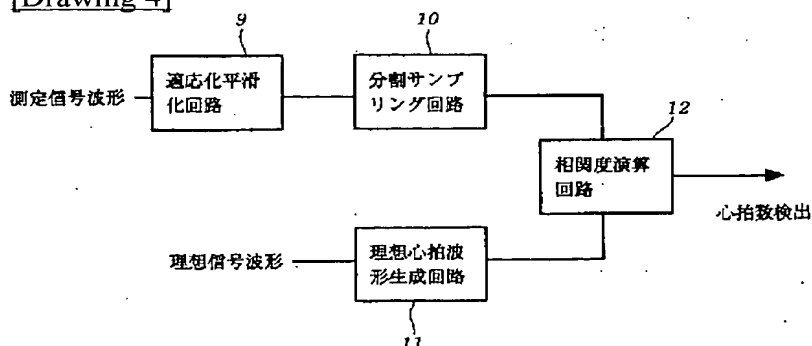 [Drawing 4]
9
10
測定信号波形
適応化平滑
化回路
分割サンプ
リング回路
12
相関度演算
回路
心拍数検出
理想信号波形
理想心拍波
形生成回路
11